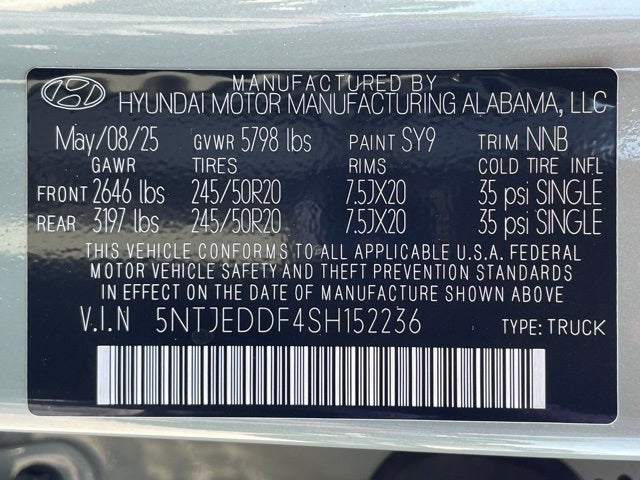 MANUFACTURED BY
HYUNDAI MOTOR MANUFACTURING ALABAMA, LLC
May/08/25 GVWR 5798 lbs PAINT SY9 TRIM NNB
GAWR TIRES RIMS COLD TIRE INFL
FRONT 2646 lbs 245/50R20 7.5JX20 35 psi SINGLE
REAR 3197 lbs 245/50R20 7.5JX20 35 psi SINGLE
THIS VEHICLE CONFORMS TO ALL APPLICABLE U.S.A. FEDERAL
MOTOR VEHICLE SAFETY AND THEFT PREVENTION STANDARDS
IN EFFECT ON THE DATE OF MANUFACTURE SHOWN ABOVE.
V.I.N 5NTJEDDF4SH152236 TYPE: TRUCK